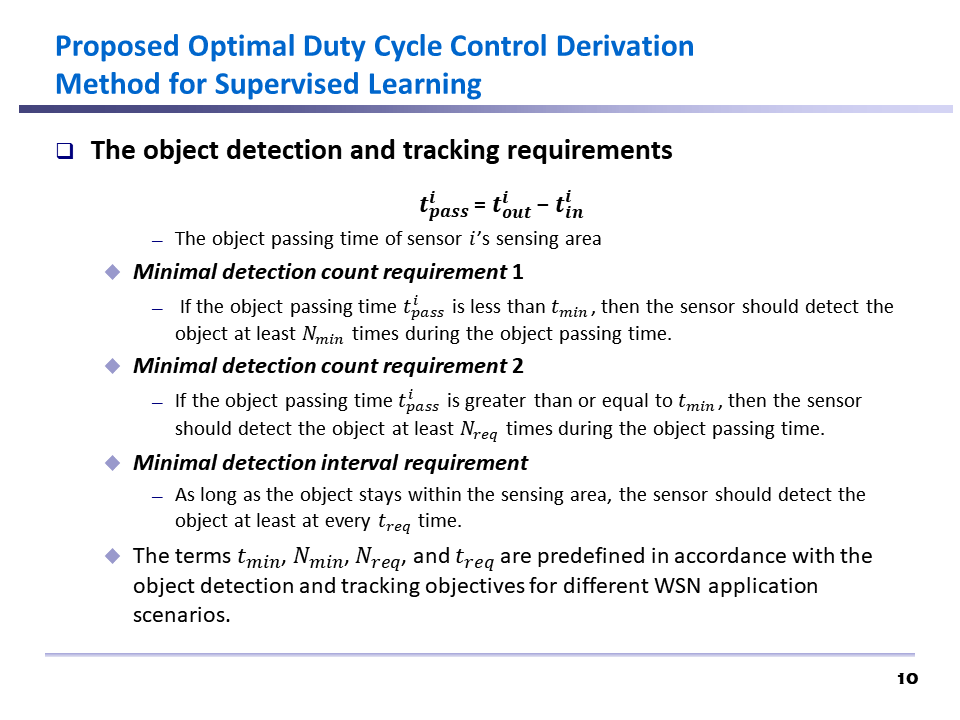 Proposed Optimal Duty Cycle Control Derivation
Method for Supervised Learning
❑ The object detection and tracking requirements
$t_{pass}^{i} = t_{out}^{i} − t_{in}^{i}$
– The object passing time of sensor $i$’s sensing area
◆ Minimal detection count requirement 1
– If the object passing time $t_{pass}^{i}$ is less than $t_{min}$, then the sensor should detect the
object at least $N_{min}$ times during the object passing time.
◆ Minimal detection count requirement 2
– If the object passing time $t_{pass}^{i}$ is greater than or equal to $t_{min}$, then the sensor
should detect the object at least $N_{req}$ times during the object passing time.
◆ Minimal detection interval requirement
– As long as the object stays within the sensing area, the sensor should detect the
object at least at every $t_{req}$ time.
◆ The terms $t_{min}$, $N_{min}$, $N_{req}$, and $t_{req}$ are predefined in accordance with the
object detection and tracking objectives for different WSN application
scenarios.
10